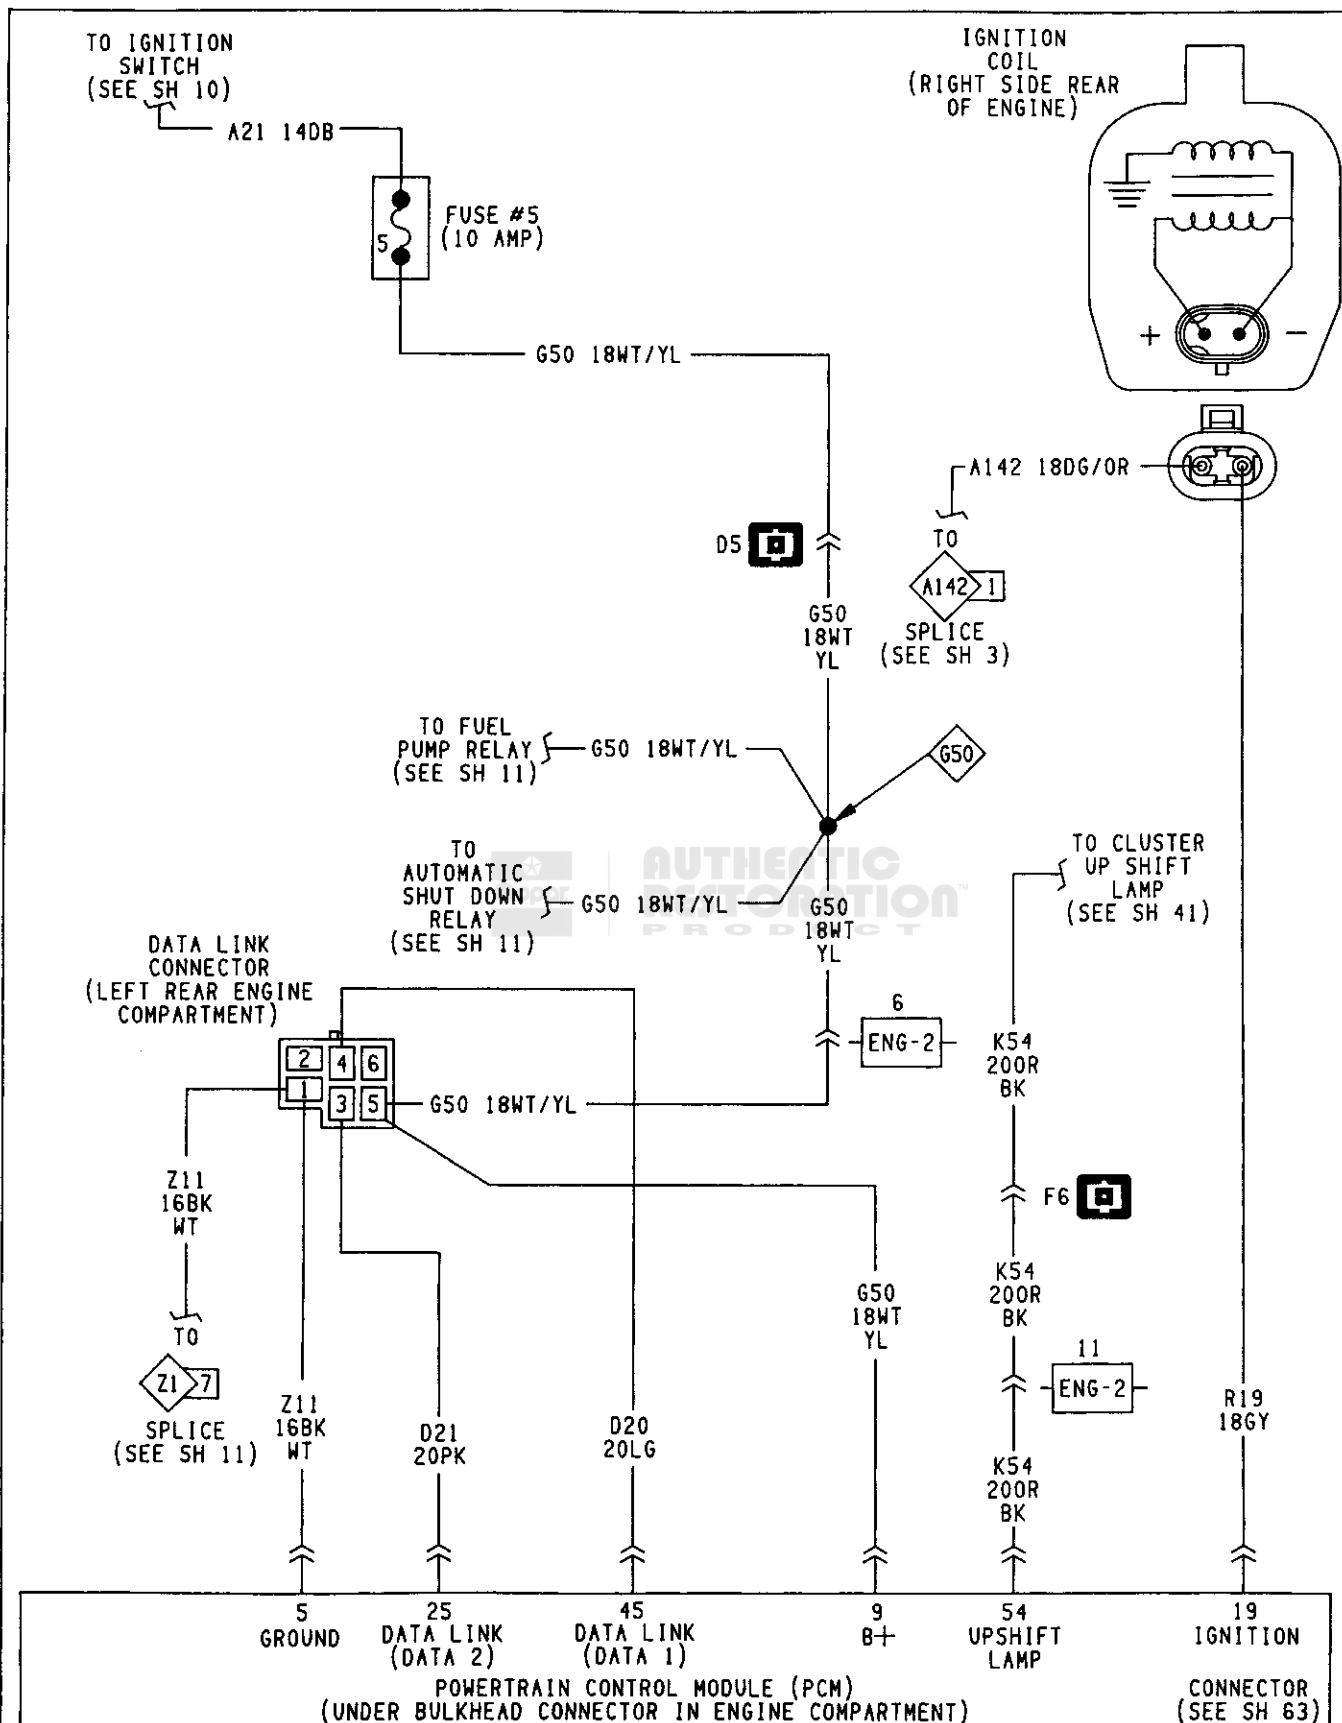 TO IGNITION
SWITCH
(SEE SH 10)
A21 14DB
5
FUSE #5
(10 AMP)
IGNITION
COIL
(RIGHT SIDE REAR
OF ENGINE)
+
−
G50 18WT/YL
A142 18DG/OR
TO
A142 1
SPLICE
(SEE SH 3)
D5
G50
18WT
YL
TO FUEL
PUMP RELAY
(SEE SH 11)
G50 18WT/YL
G50
TO
AUTOMATIC
SHUT DOWN
RELAY
(SEE SH 11)
G50 18WT/YL
AUTHENTIC
RESTORATION™
PRODUCT
G50
18WT
YL
TO CLUSTER
UP SHIFT
LAMP
(SEE SH 41)
DATA LINK
CONNECTOR
(LEFT REAR ENGINE
COMPARTMENT)
2 4 6
1 3 5
G50 18WT/YL
6
ENG-2
K54
20OR
BK
Z11
16BK
WT
TO
Z1 7
SPLICE
(SEE SH 11)
F6
G50
18WT
YL
K54
20OR
BK
11
ENG-2
Z11
16BK
WT
D21
20PK
D20
20LG
K54
20OR
BK
R19
18GY
5
GROUND
25
DATA LINK
(DATA 2)
45
DATA LINK
(DATA 1)
9
B+
54
UPSHIFT
LAMP
19
IGNITION
POWERTRAIN CONTROL MODULE (PCM)
(UNDER BULKHEAD CONNECTOR IN ENGINE COMPARTMENT)
CONNECTOR
(SEE SH 63)